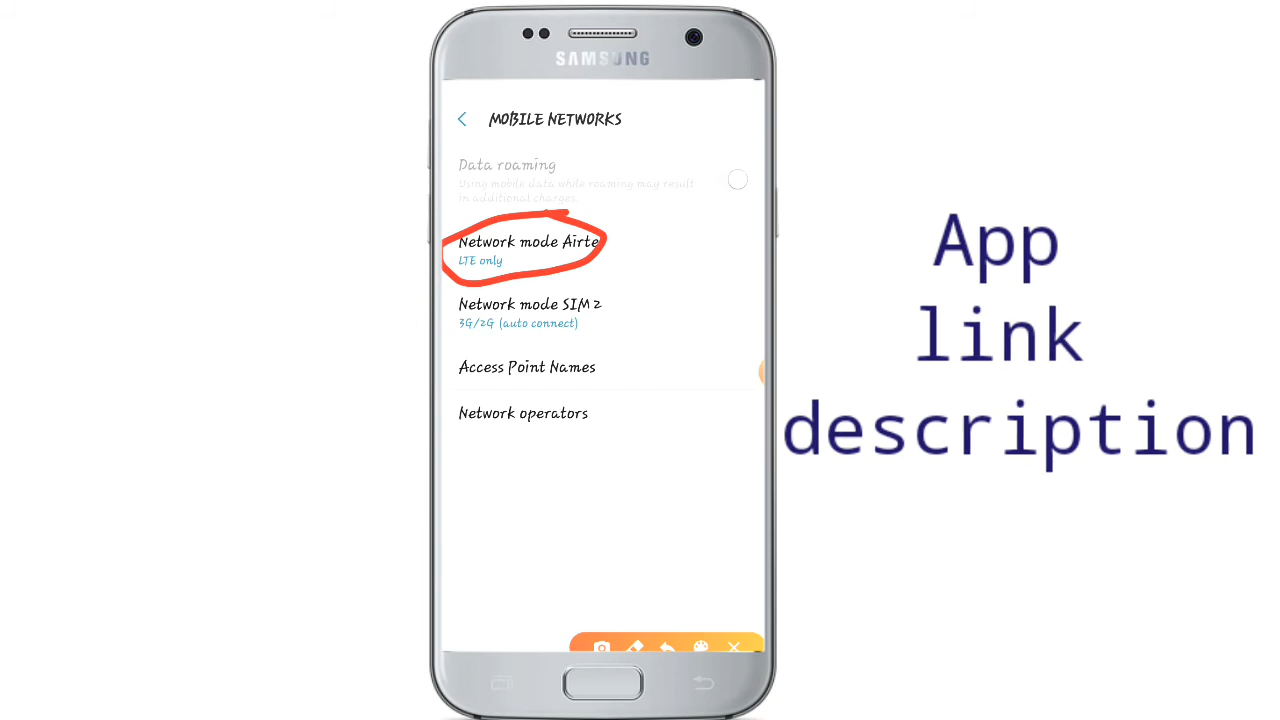 SAMSUNG
MOBILE NETWORKS
Data roaming
Using mobile data while roaming may result
in additional charges.
Network mode Airte
LTE only
Network mode SIM 2
3G/2G (auto connect)
Access Point Names
Network operators
App
link
description